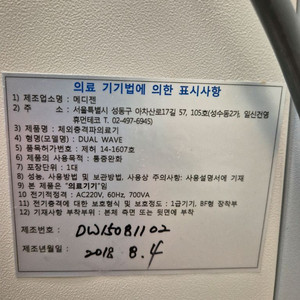 의료 기기법에 의한 표시사항
1) 제조업소명 : 메디젠
2) 주 소 : 서울특별시 성동구 아차산로17길 57, 105호(성수동2가, 일신건영
휴먼테코 T. 02-497-6945)
3) 제품명 : 체외충격파의료기
4) 형명(모델명) : DUAL WAVE
5) 품목허가번호 : 제허 14-1607호
6) 제품의 사용목적 : 통증완화
7) 포장단위 : 1대
8) 성능, 사용방법 및 보관방법, 사용상 주의사항: 사용설명서에 기재
9) 본 제품은 "의료기기"임
10) 전기적정격 : AC220V, 60Hz, 700VA
11) 전기충격에 대한 보호형식 및 보호정도 : 1급기기, BF형 장착부
12) 기재사항 부착부위 : 본체 측면 또는 뒷면에 부착
제조번호: DW150811 02
제조년월일: 2018 8. 4